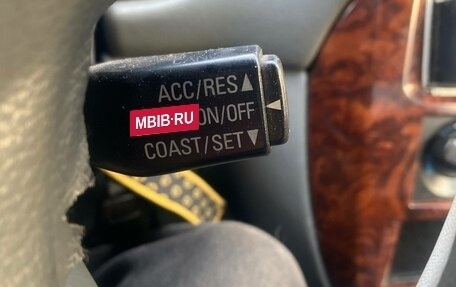 ACC/RES▲
MBIB·RU ON/OFF ◀
COAST/SET▼